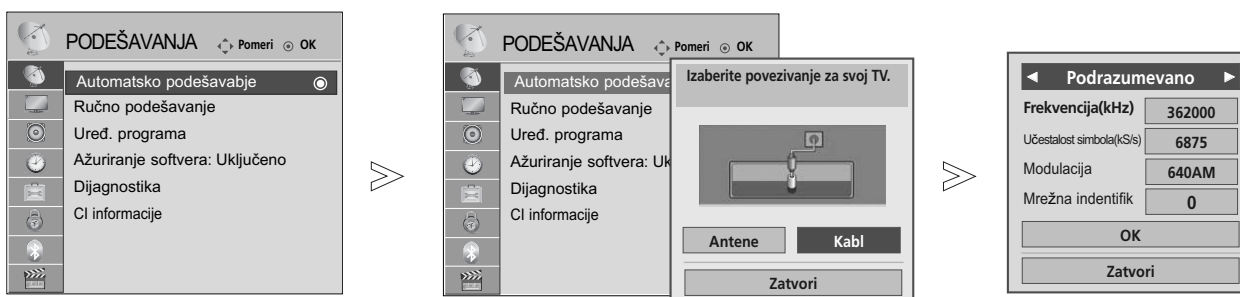 PODEŠAVANJA Pomeri OK
Automatsko podešavabje
Ručno podešavanje
Uređ. programa
Ažuriranje softvera: Uključeno
Dijagnostika
CI informacije
PODEŠAVANJA Pomeri OK
Automatsko podešava
Ručno podešavanje
Uređ. programa
Ažuriranje softvera: Uk
Dijagnostika
CI informacije
Izaberite povezivanje za svoj TV.
Antene Kabl
Zatvori
Podrazumevano
Frekvencija(kHz) 362000
Učestalost simbola(kS/s) 6875
Modulacija 640AM
Mrežna indentifik 0
OK
Zatvori